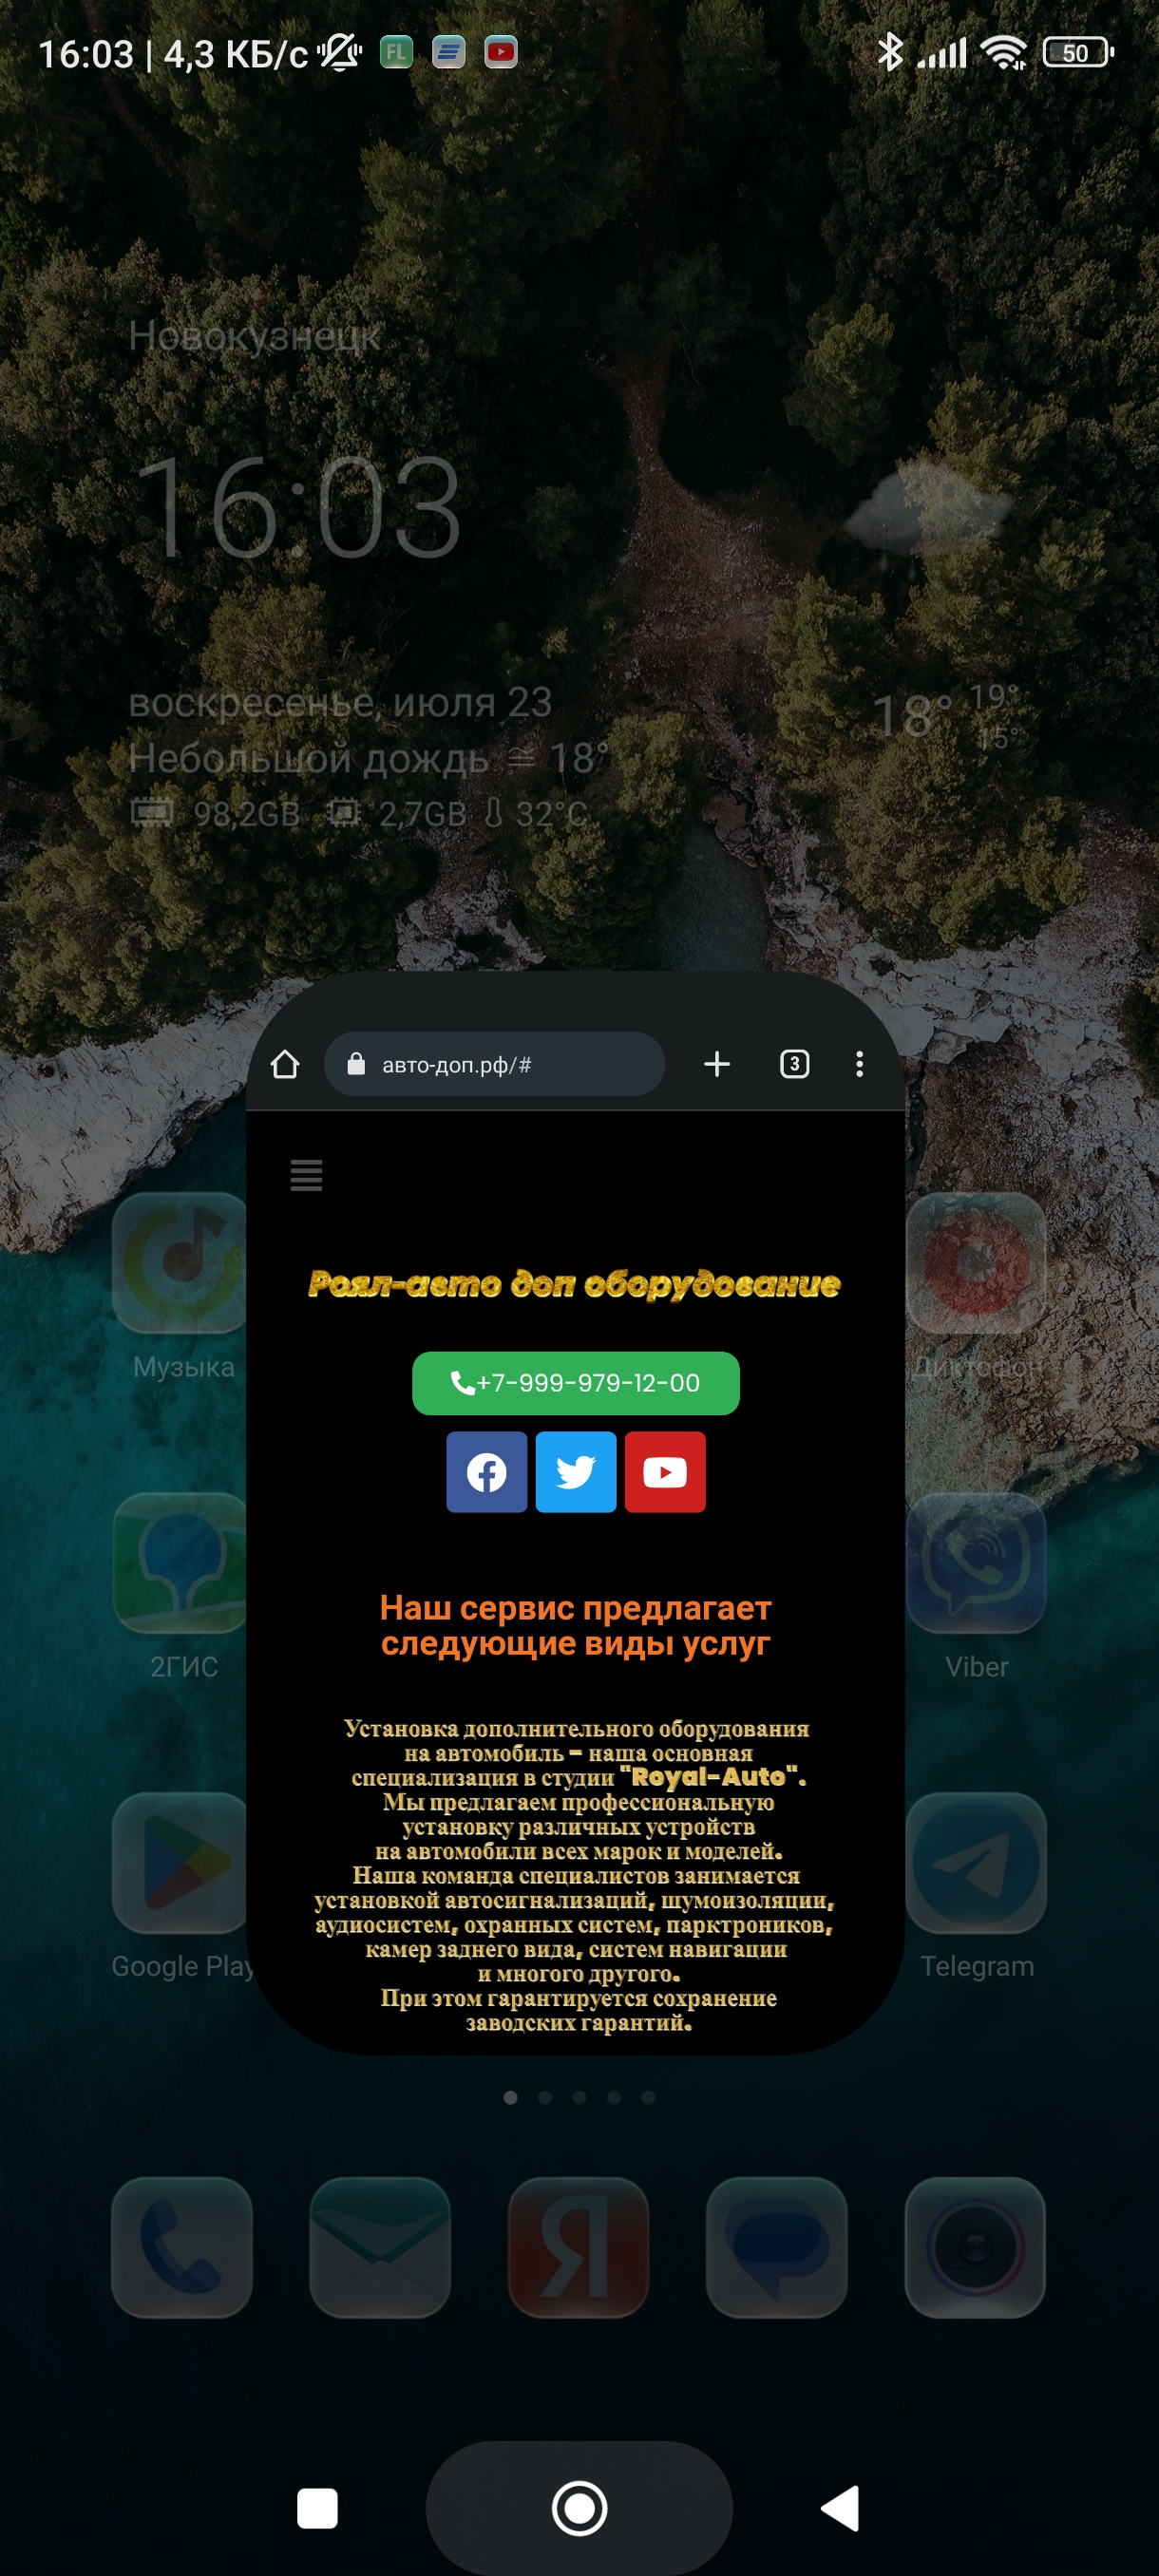 16:03 | 4,3 КБ/с FL 50
Новокузнецк
16:03
воскресенье, июля 23
18° 19°
15°
Небольшой дождь 18°
98,2GB 2,7GB 32°C
авто-доп.рф/# 3
Роял-авто доп оборудование
+7-999-979-12-00
Наш сервис предлагает
следующие виды услуг
Установка дополнительного оборудования
на автомобиль – наша основная
специализация в студии "Royal-Auto".
Мы предлагаем профессиональную
установку различных устройств
на автомобили всех марок и моделей.
Наша команда специалистов занимается
установкой автосигнализаций, шумоизоляции,
аудиосистем, охранных систем, парктроников,
камер заднего вида, систем навигации
и многого другого.
При этом гарантируется сохранение
заводских гарантий.
Музыка
Диктофон
2ГИС
Viber
Google Play
Telegram
Я